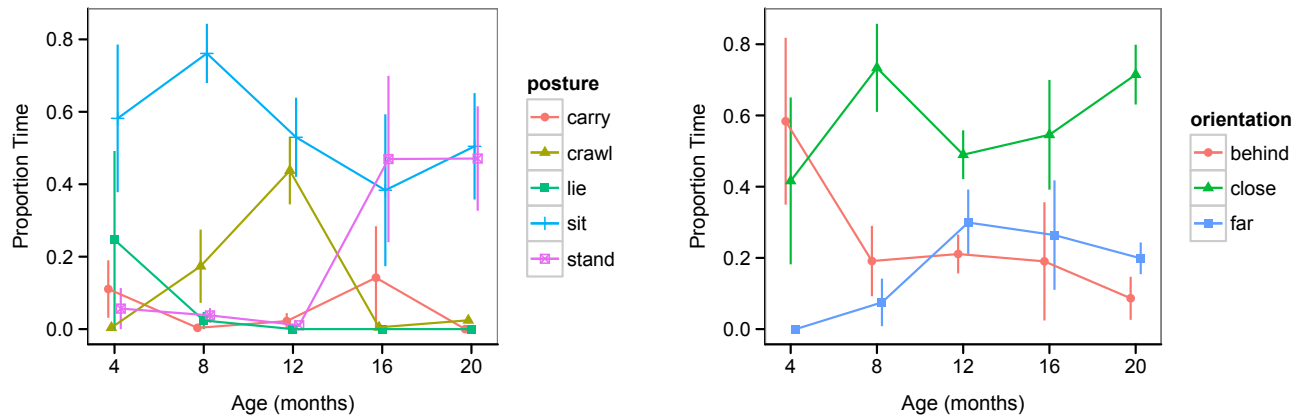 Proportion Time
0.8
0.6
0.4
0.2
0.0
4 8 12 16 20
Age (months)
posture
carry
crawl
lie
sit
stand
Proportion Time
0.8
0.6
0.4
0.2
0.0
4 8 12 16 20
Age (months)
orientation
behind
close
far